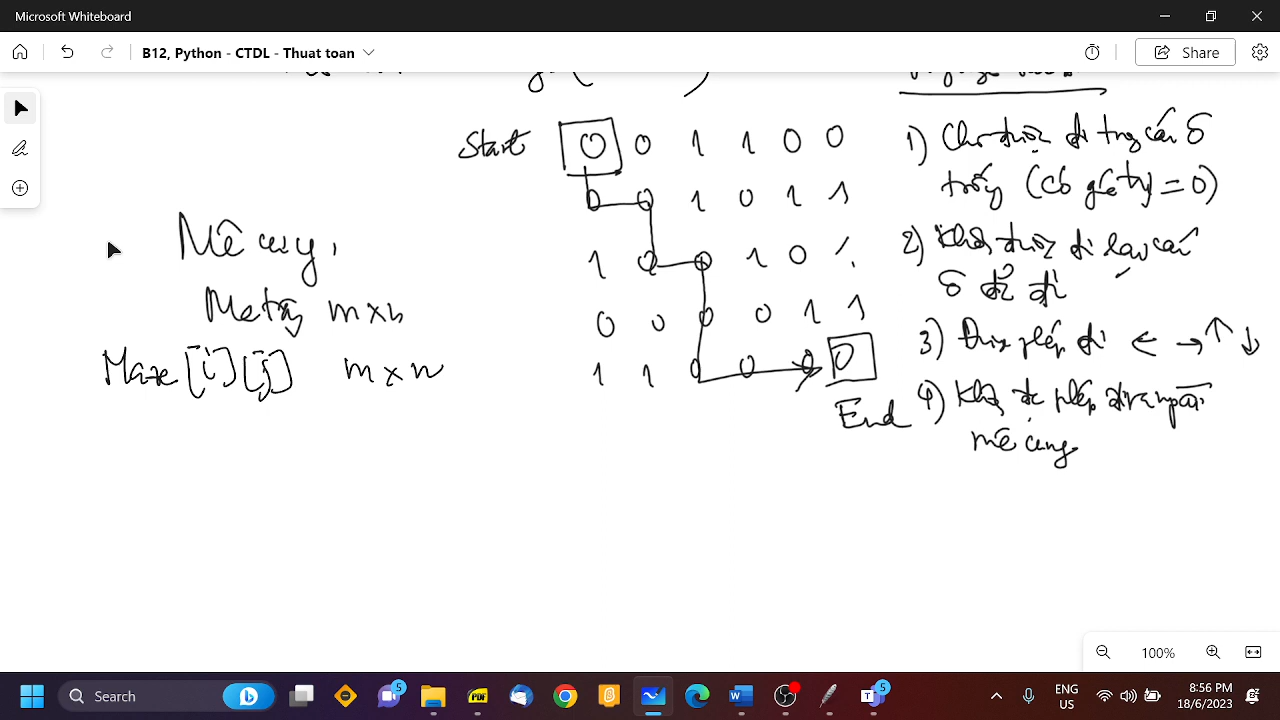 Microsoft Whiteboard
B12, Python - CTDL - Thuat toan
Share
Start 0 0 1 1 0 0
0 0 1 0 1 1
1 0 0 1 0 1
0 0 0 0 1 1
1 1 0 0 0 0
End
Mê cung
Ma trận m×n
Maze [i][j] m×n
1) Chỉ được đi trong các ô
trống (có giá trị = 0)
2) Không được đi lại các
ô đã đi
3) Được phép đi ← → ↑ ↓
4) Không đc phép đi ra ngoài
mê cung
100%
Search
5
5
ENG
US
8:56 PM
18/6/2023